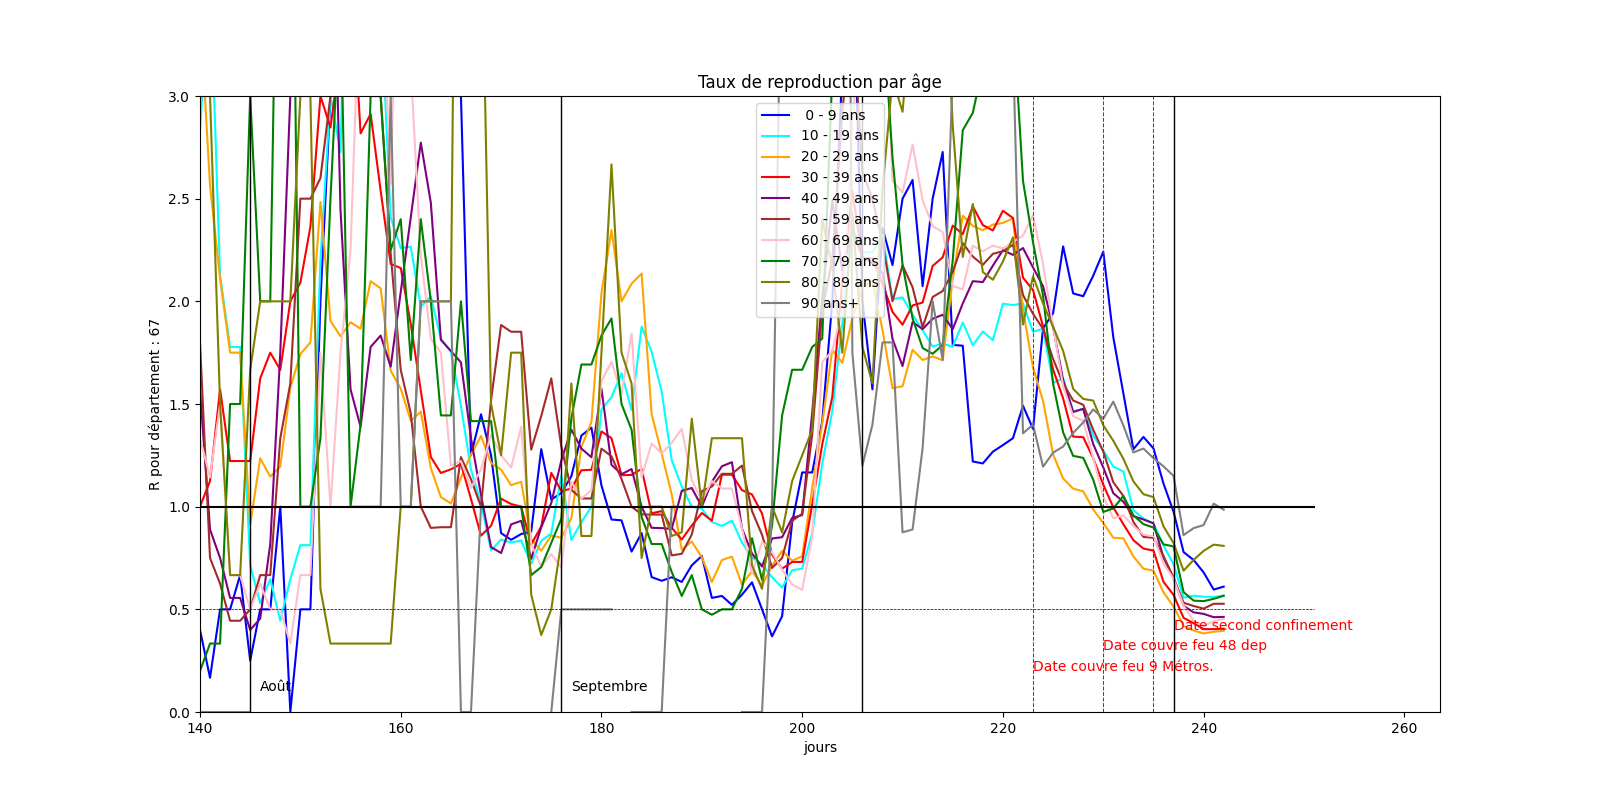 Taux de reproduction par âge
R pour département : 67
3.0
2.5
2.0
1.5
1.0
0.5
0.0
0 - 9 ans
10 - 19 ans
20 - 29 ans
30 - 39 ans
40 - 49 ans
50 - 59 ans
60 - 69 ans
70 - 79 ans
80 - 89 ans
90 ans+
Date second confinement
Date couvre feu 48 dep
Date couvre feu 9 Métros.
Août
Septembre
140
160
180
200
220
240
260
jours